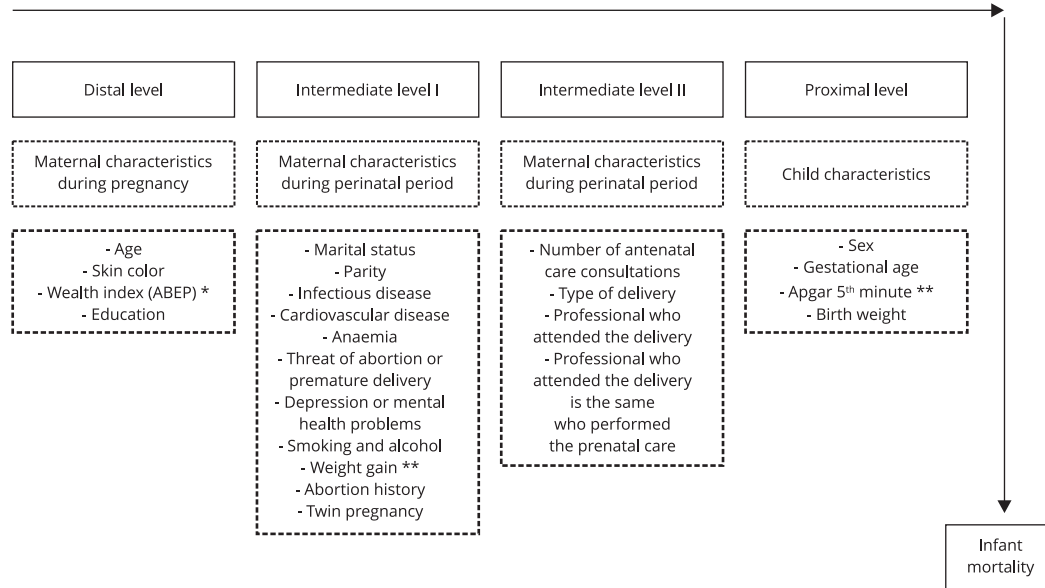 Distal level
Intermediate level I
Intermediate level II
Proximal level
Maternal characteristics
during pregnancy
Maternal characteristics
during perinatal period
Maternal characteristics
during perinatal period
Child characteristics
- Age
- Skin color
- Wealth index (ABEP) *
- Education
- Marital status
- Parity
- Infectious disease
- Cardiovascular disease
- Anaemia
- Threat of abortion or
premature delivery
- Depression or mental
health problems
- Smoking and alcohol
- Weight gain **
- Abortion history
- Twin pregnancy
- Number of antenatal
care consultations
- Type of delivery
- Professional who
attended the delivery
- Professional who
attended the delivery
is the same
who performed
the prenatal care
- Sex
- Gestational age
- Apgar 5th minute **
- Birth weight
Infant
mortality